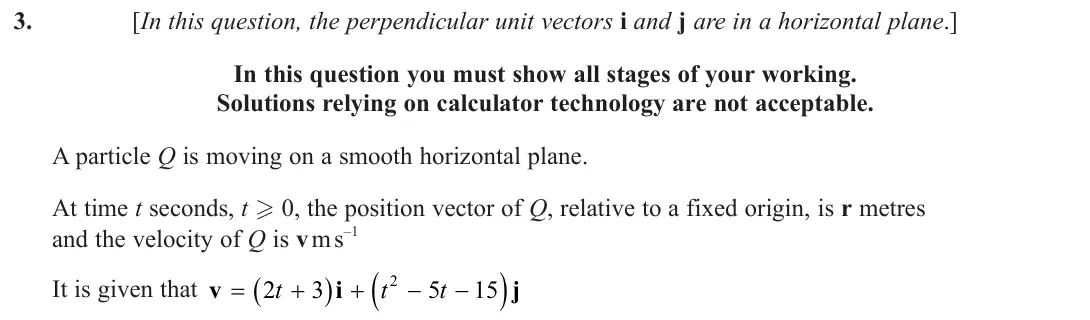 3. [In this question, the perpendicular unit vectors i and j are in a horizontal plane.]
In this question you must show all stages of your working.
Solutions relying on calculator technology are not acceptable.
A particle Q is moving on a smooth horizontal plane.
At time t seconds, t ⩾ 0, the position vector of Q, relative to a fixed origin, is r metres
and the velocity of Q is v m s⁻¹
It is given that v = (2t + 3)i + (t² − 5t − 15)j